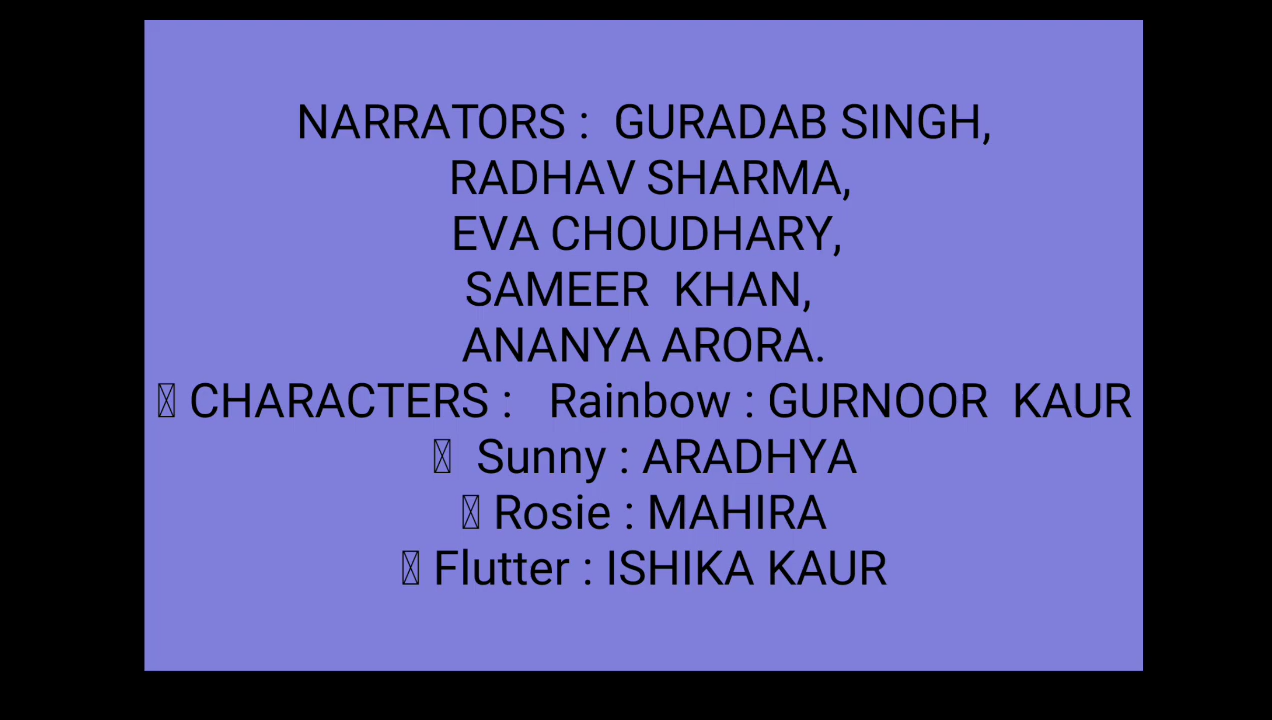 NARRATORS :  GURADAB SINGH,
RADHAV SHARMA,
EVA CHOUDHARY,
SAMEER  KHAN,
ANANYA ARORA.
CHARACTERS :   Rainbow : GURNOOR  KAUR
Sunny : ARADHYA
Rosie : MAHIRA
Flutter : ISHIKA KAUR